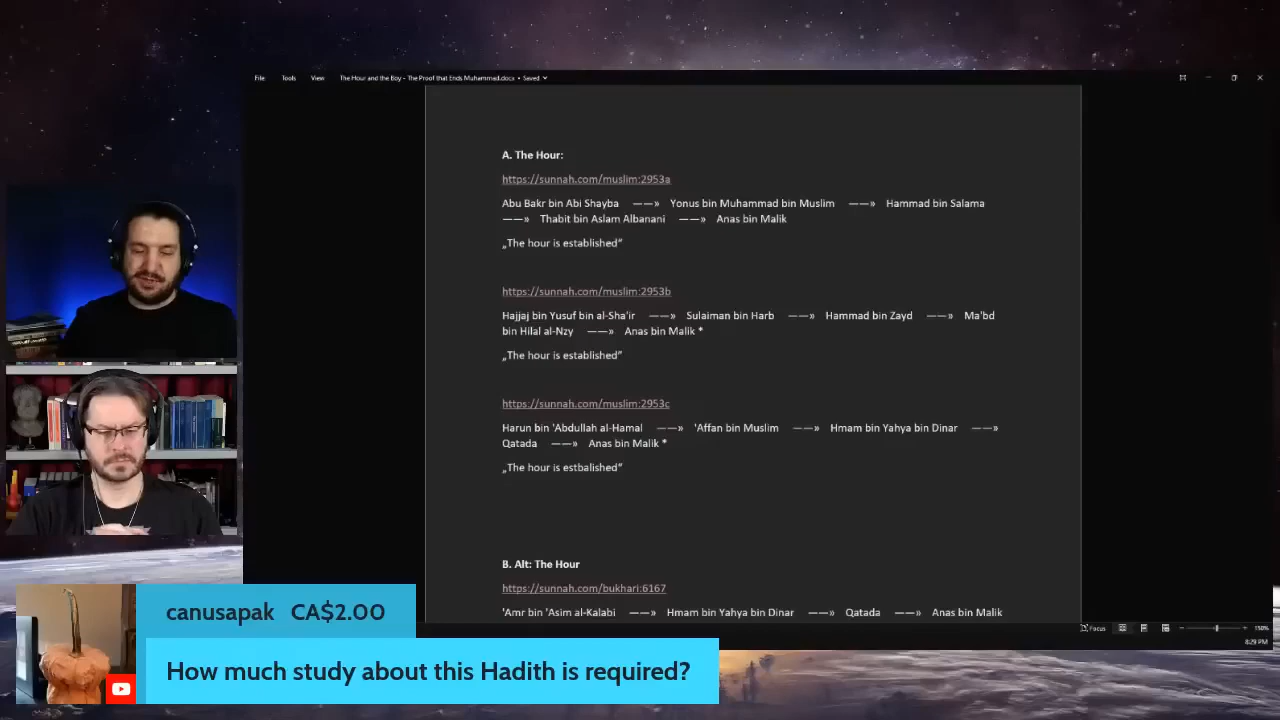 File Tools View The Hour and the Boy - The Proof that Ends Muhammad.docx • Saved
A. The Hour:
https://sunnah.com/muslim:2953a
Abu Bakr bin Abi Shayba ——» Yonus bin Muhammad bin Muslim ——» Hammad bin Salama
——» Thabit bin Aslam Albanani ——» Anas bin Malik
„The hour is established“
https://sunnah.com/muslim:2953b
Hajjaj bin Yusuf bin al-Sha'ir ——» Sulaiman bin Harb ——» Hammad bin Zayd ——» Ma'bd
bin Hilal al-Nzy ——» Anas bin Malik *
„The hour is established“
https://sunnah.com/muslim:2953c
Harun bin 'Abdullah al-Hamal ——» 'Affan bin Muslim ——» Hmam bin Yahya bin Dinar ——»
Qatada ——» Anas bin Malik *
„The hour is estbalished“
B. Alt: The Hour
https://sunnah.com/bukhari:6167
'Amr bin 'Asim al-Kalabi ——» Hmam bin Yahya bin Dinar ——» Qatada ——» Anas bin Malik
Focus 150%
8:29 PM
canusapak CA$2.00
How much study about this Hadith is required?